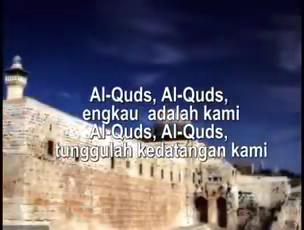 Al-Quds, Al-Quds,
engkau adalah kami
Al-Quds, Al-Quds,
tunggulah kedatangan kami